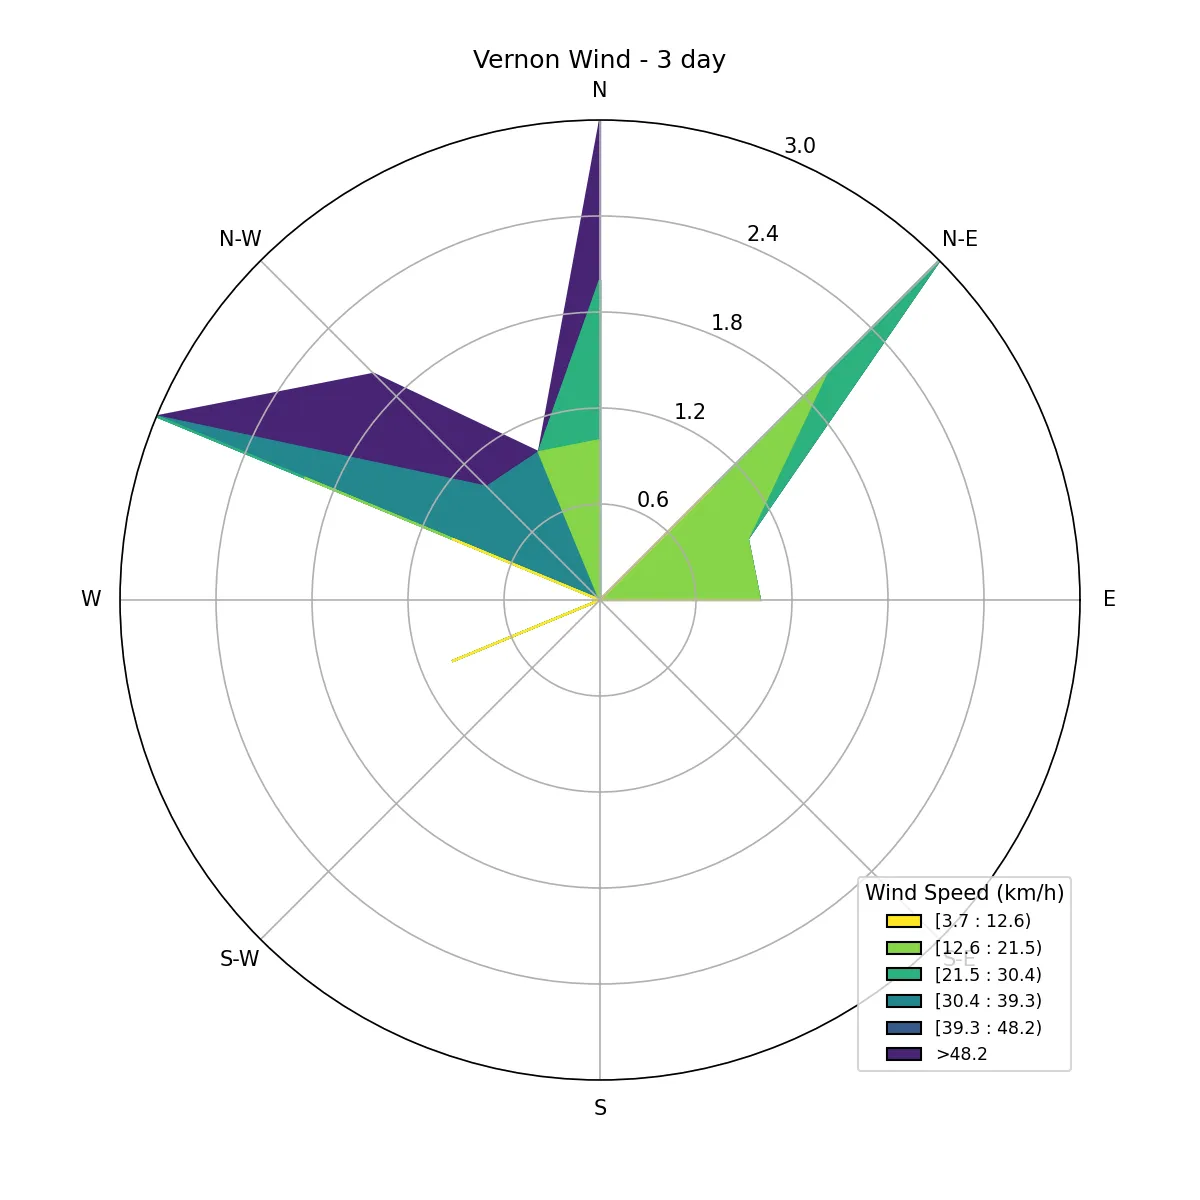 Vernon Wind - 3 day
N
3.0
2.4
N-W
N-E
1.8
1.2
0.6
W
E
Wind Speed (km/h)
[3.7 : 12.6)
[12.6 : 21.5)
S-W
S-E
[21.5 : 30.4)
[30.4 : 39.3)
[39.3 : 48.2)
>48.2
S